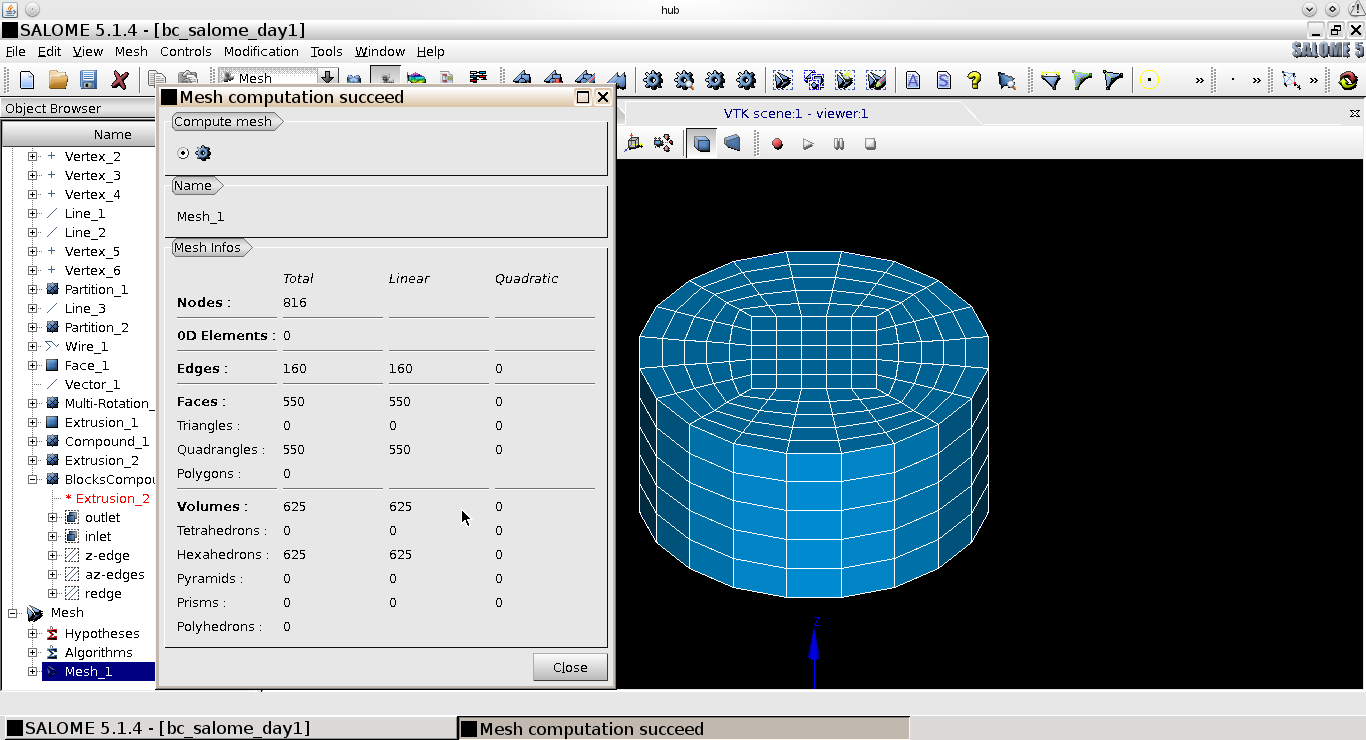 hub
SALOME 5.1.4 - [bc_salome_day1]
File Edit View Mesh Controls Modification Tools Window Help
SALOME 5
Mesh
A S ? » » »
Object Browser
Name
Vertex_2
Vertex_3
Vertex_4
Line_1
Line_2
Vertex_5
Vertex_6
Partition_1
Line_3
Partition_2
Wire_1
Face_1
Vector_1
Multi-Rotation_
Extrusion_1
Compound_1
Extrusion_2
BlocksCompou
* Extrusion_2
outlet
inlet
z-edge
az-edges
redge
Mesh
Hypotheses
Algorithms
Mesh_1
Mesh computation succeed
Compute mesh
Name
Mesh_1
Mesh Infos
Total Linear Quadratic
Nodes : 816
0D Elements : 0
Edges : 160 160 0
Faces : 550 550 0
Triangles : 0 0 0
Quadrangles : 550 550 0
Polygons : 0
Volumes : 625 625 0
Tetrahedrons : 0 0 0
Hexahedrons : 625 625 0
Pyramids : 0 0 0
Prisms : 0 0 0
Polyhedrons : 0
Close
VTK scene:1 - viewer:1
Z
SALOME 5.1.4 - [bc_salome_day1]
Mesh computation succeed